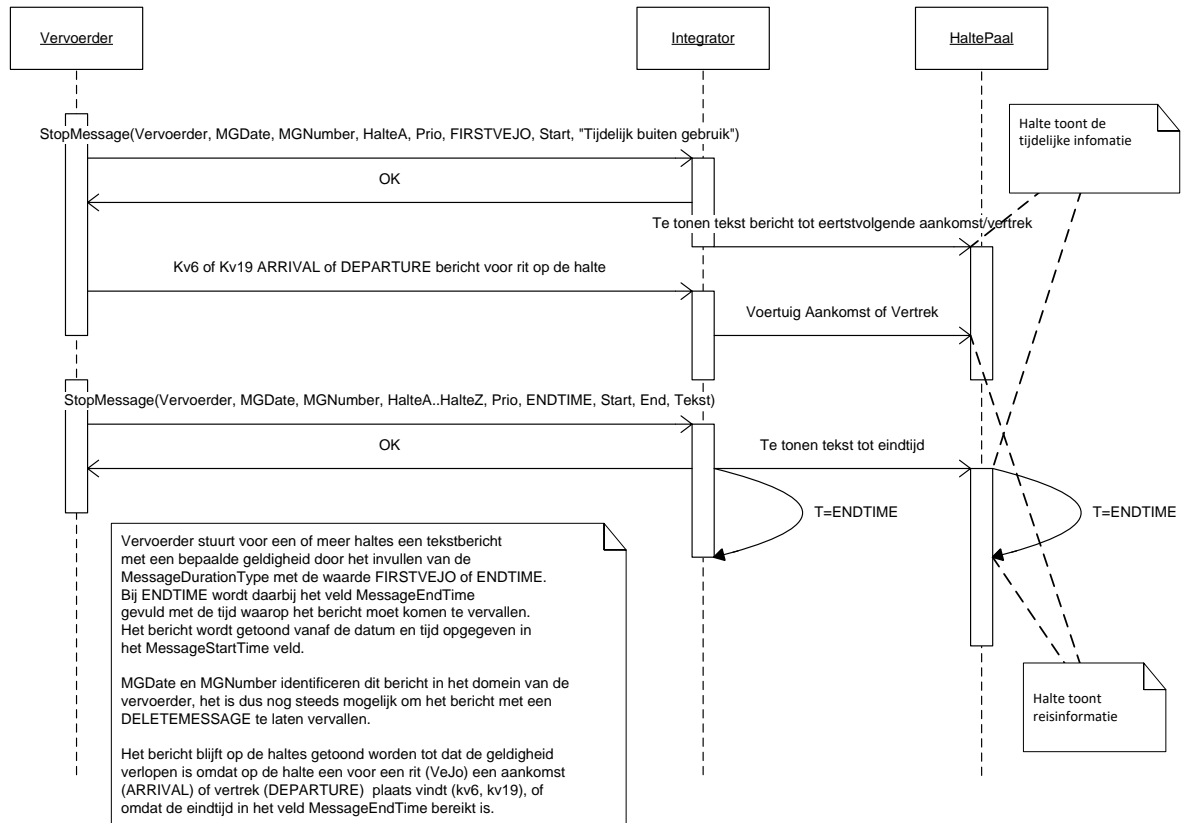 Vervoerder
Integrator
HaltePaal
StopMessage(Vervoerder, MGDate, MGNumber, HalteA, Prio, FIRSTVEJO, Start, "Tijdelijk buiten gebruik")
Halte toont de
tijdelijke infomatie
OK
Te tonen tekst bericht tot eertstvolgende aankomst/vertrek
Kv6 of Kv19 ARRIVAL of DEPARTURE bericht voor rit op de halte
Voertuig Aankomst of Vertrek
StopMessage(Vervoerder, MGDate, MGNumber, HalteA..HalteZ, Prio, ENDTIME, Start, End, Tekst)
OK
Te tonen tekst tot eindtijd
T=ENDTIME
T=ENDTIME
Vervoerder stuurt voor een of meer haltes een tekstbericht
met een bepaalde geldigheid door het invullen van de
MessageDurationType met de waarde FIRSTVEJO of ENDTIME.
Bij ENDTIME wordt daarbij het veld MessageEndTime
gevuld met de tijd waarop het bericht moet komen te vervallen.
Het bericht wordt getoond vanaf de datum en tijd opgegeven in
het MessageStartTime veld.
MGDate en MGNumber identificeren dit bericht in het domein van de
vervoerder, het is dus nog steeds mogelijk om het bericht met een
DELETEMESSAGE te laten vervallen.
Het bericht blijft op de haltes getoond worden tot dat de geldigheid
verlopen is omdat op de halte een voor een rit (VeJo) een aankomst
(ARRIVAL) of vertrek (DEPARTURE) plaats vindt (kv6, kv19), of
omdat de eindtijd in het veld MessageEndTime bereikt is.
Halte toont
reisinformatie